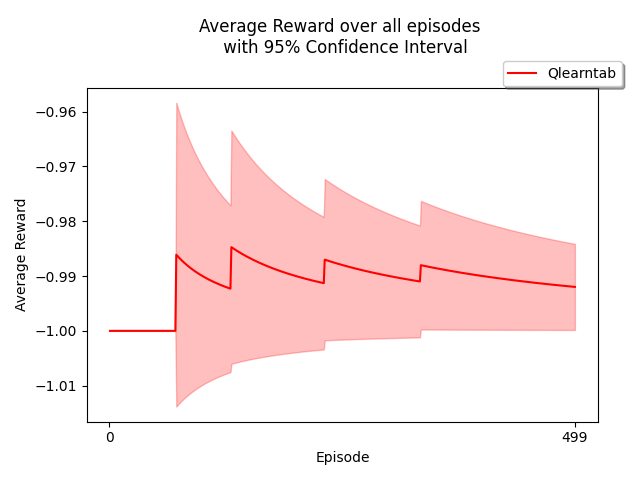 Average Reward over all episodes
with 95% Confidence Interval
Qlearntab
−0.96
−0.97
−0.98
−0.99
−1.00
−1.01
Average Reward
0
499
Episode